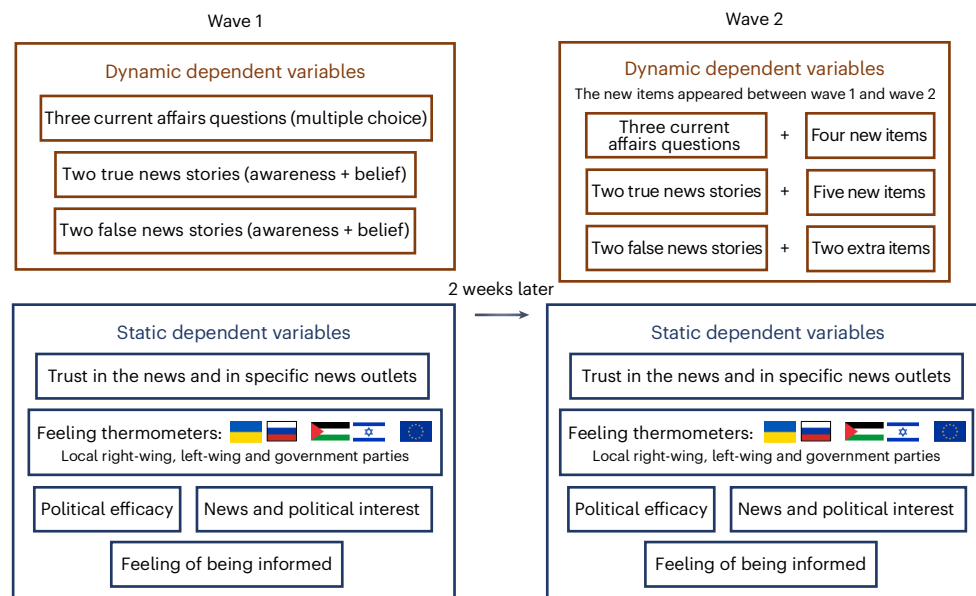 Wave 1
Dynamic dependent variables
Three current affairs questions (multiple choice)
Two true news stories (awareness + belief)
Two false news stories (awareness + belief)
Static dependent variables
Trust in the news and in specific news outlets
Feeling thermometers:
Local right-wing, left-wing and government parties
Political efficacy
News and political interest
Feeling of being informed
2 weeks later
Wave 2
Dynamic dependent variables
The new items appeared between wave 1 and wave 2
Three current
affairs questions
+
Four new items
Two true news stories
+
Five new items
Two false news stories
+
Two extra items
Static dependent variables
Trust in the news and in specific news outlets
Feeling thermometers:
Local right-wing, left-wing and government parties
Political efficacy
News and political interest
Feeling of being informed